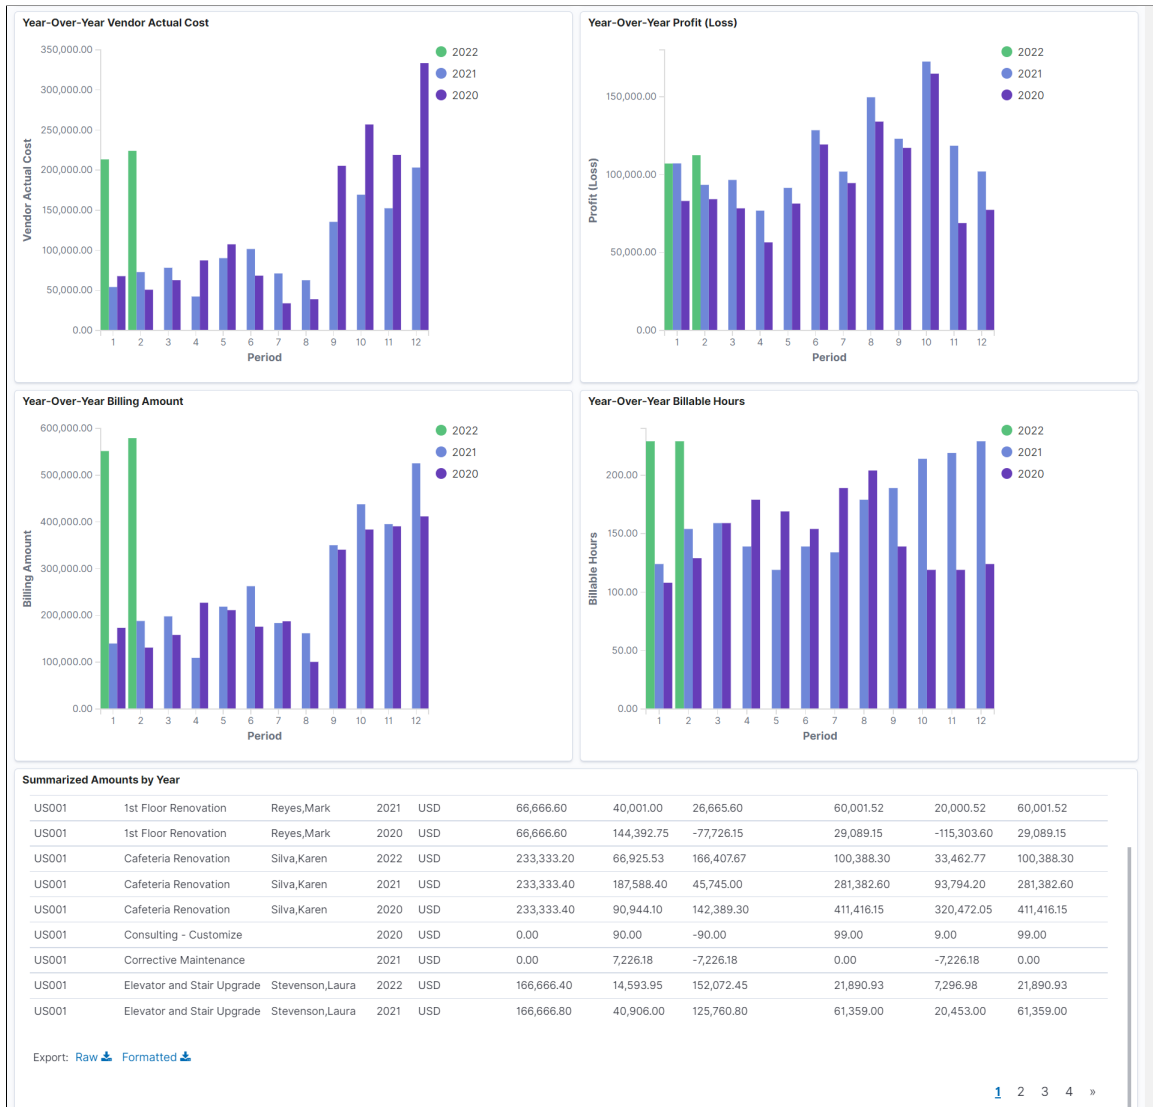 Year-Over-Year Vendor Actual Cost
350,000.00
300,000.00
250,000.00
200,000.00
150,000.00
100,000.00
50,000.00
0.00
Vendor Actual Cost
1 2 3 4 5 6 7 8 9 10 11 12
Period
2022
2021
2020
Year-Over-Year Profit (Loss)
150,000.00
100,000.00
50,000.00
0.00
Profit (Loss)
1 2 3 4 5 6 7 8 9 10 11 12
Period
2022
2021
2020
Year-Over-Year Billing Amount
600,000.00
500,000.00
400,000.00
300,000.00
200,000.00
100,000.00
0.00
Billing Amount
1 2 3 4 5 6 7 8 9 10 11 12
Period
2022
2021
2020
Year-Over-Year Billable Hours
200.00
150.00
100.00
50.00
0.00
Billable Hours
1 2 3 4 5 6 7 8 9 10 11 12
Period
2022
2021
2020
Summarized Amounts by Year
US001 1st Floor Renovation Reyes,Mark 2021 USD 66,666.60 40,001.00 26,665.60 60,001.52 20,000.52 60,001.52
US001 1st Floor Renovation Reyes,Mark 2020 USD 66,666.60 144,392.75 -77,726.15 29,089.15 -115,303.60 29,089.15
US001 Cafeteria Renovation Silva,Karen 2022 USD 233,333.20 66,925.53 166,407.67 100,388.30 33,462.77 100,388.30
US001 Cafeteria Renovation Silva,Karen 2021 USD 233,333.40 187,588.40 45,745.00 281,382.60 93,794.20 281,382.60
US001 Cafeteria Renovation Silva,Karen 2020 USD 233,333.40 90,944.10 142,389.30 411,416.15 320,472.05 411,416.15
US001 Consulting - Customize 2020 USD 0.00 90.00 -90.00 99.00 9.00 99.00
US001 Corrective Maintenance 2021 USD 0.00 7,226.18 -7,226.18 0.00 -7,226.18 0.00
US001 Elevator and Stair Upgrade Stevenson,Laura 2022 USD 166,666.40 14,593.95 152,072.45 21,890.93 7,296.98 21,890.93
US001 Elevator and Stair Upgrade Stevenson,Laura 2021 USD 166,666.80 40,906.00 125,760.80 61,359.00 20,453.00 61,359.00
Export: Raw Formatted
1 2 3 4 »